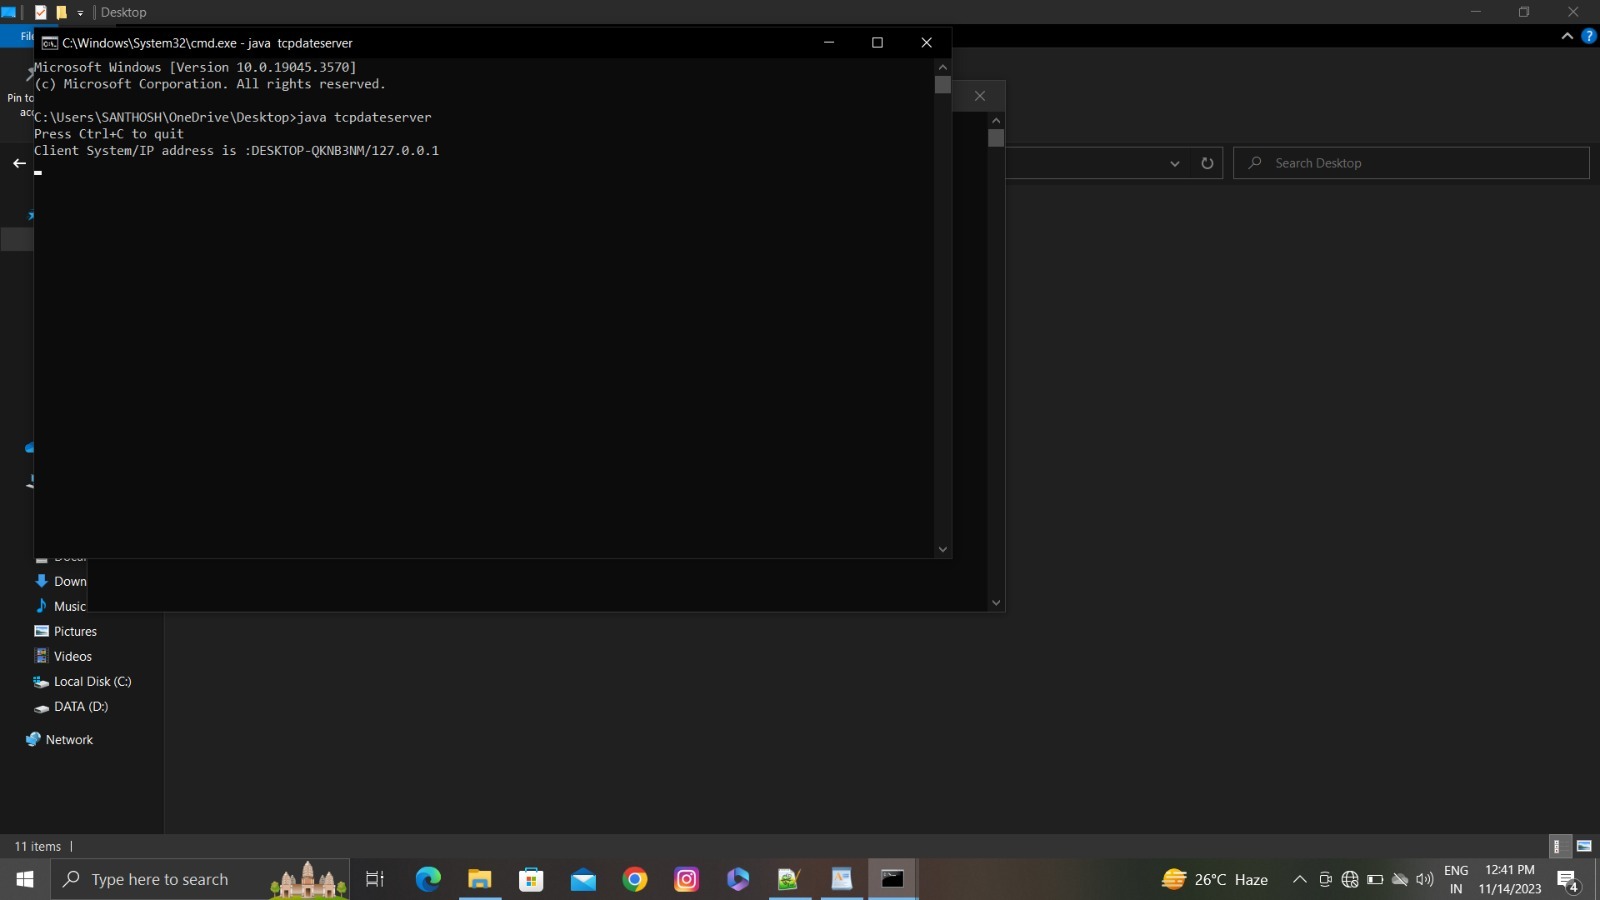 Desktop
File
C:\Windows\System32\cmd.exe - java  tcpdateserver
Microsoft Windows [Version 10.0.19045.3570]
(c) Microsoft Corporation. All rights reserved.
C:\Users\SANTHOSH\OneDrive\Desktop>java tcpdateserver
Press Ctrl+C to quit
Client System/IP address is :DESKTOP-QKNB3NM/127.0.0.1
Pin to
acc
Search Desktop
Down
Music
Pictures
Videos
Local Disk (C:)
DATA (D:)
Network
11 items
Type here to search
26°C Haze
ENG
IN
12:41 PM
11/14/2023
4